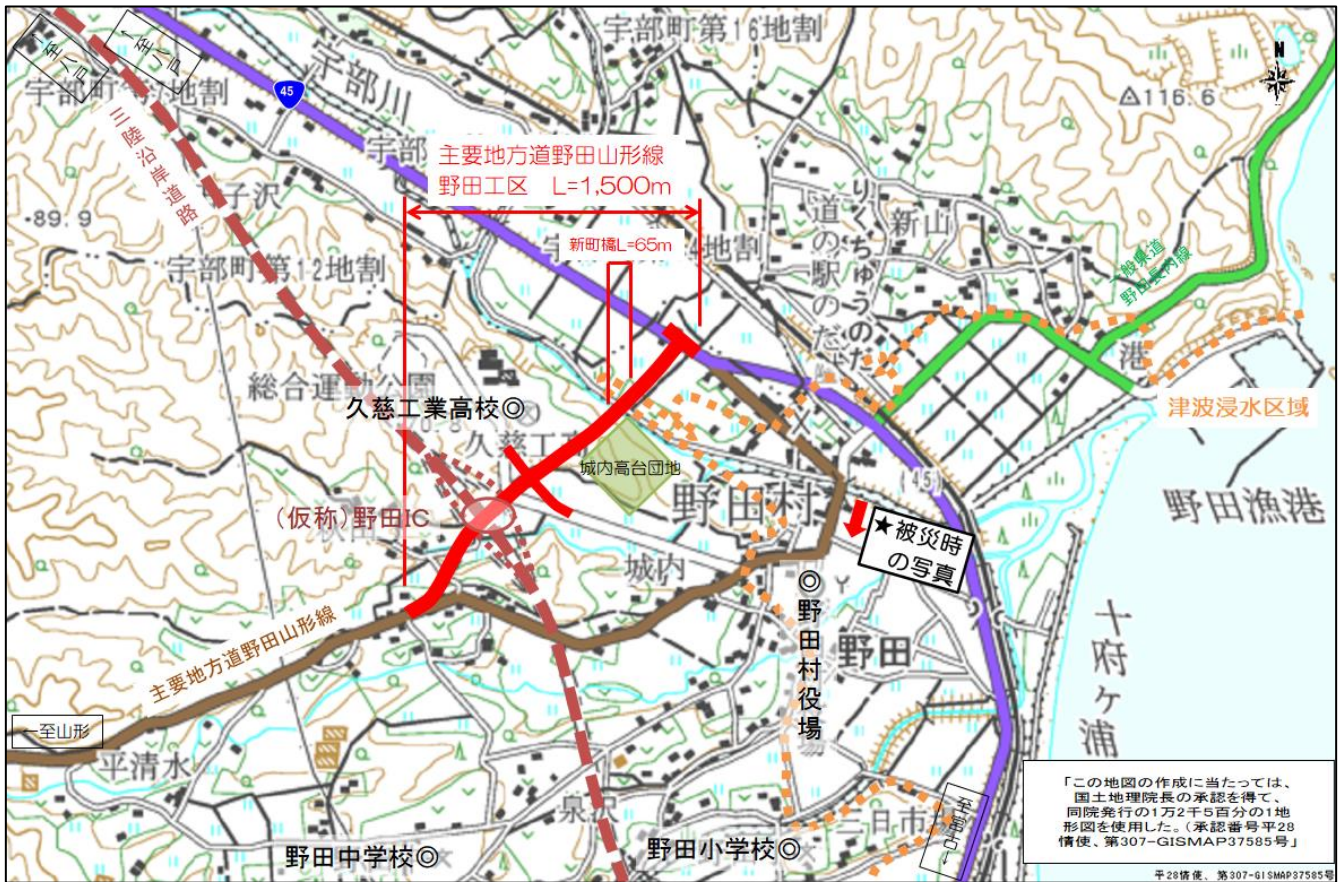 ←至八戸
←至八戸
宇部町第16地割
宇部川
45
三陸沿岸道路
主要地方道野田山形線
野田工区 L=1,500m
新町橋L=65m
子沢
·89.9
宇部町第12地割
△116.6
N
新山
道の駅のだ
りくちゅうのだ
一般県道
野田長内線
港
津波浸水区域
野田漁港
総合運動公園
久慈工業高校◎
城内高台団地
野田村
(45)
(仮称)野田IC
城内
★被災時
の写真
◎野田村役場
野田
十府ヶ浦
主要地方道野田山形線
←至山形
平清水
泉沢
三日市
至宮古→
野田中学校◎
野田小学校◎
「この地図の作成に当たっては、
国土地理院長の承認を得て、
同院発行の1万2千5百分の1地
形図を使用した。(承認番号平28
情使、第307-GISMAP37585号」
平28情使、第307-GISMAP37585号